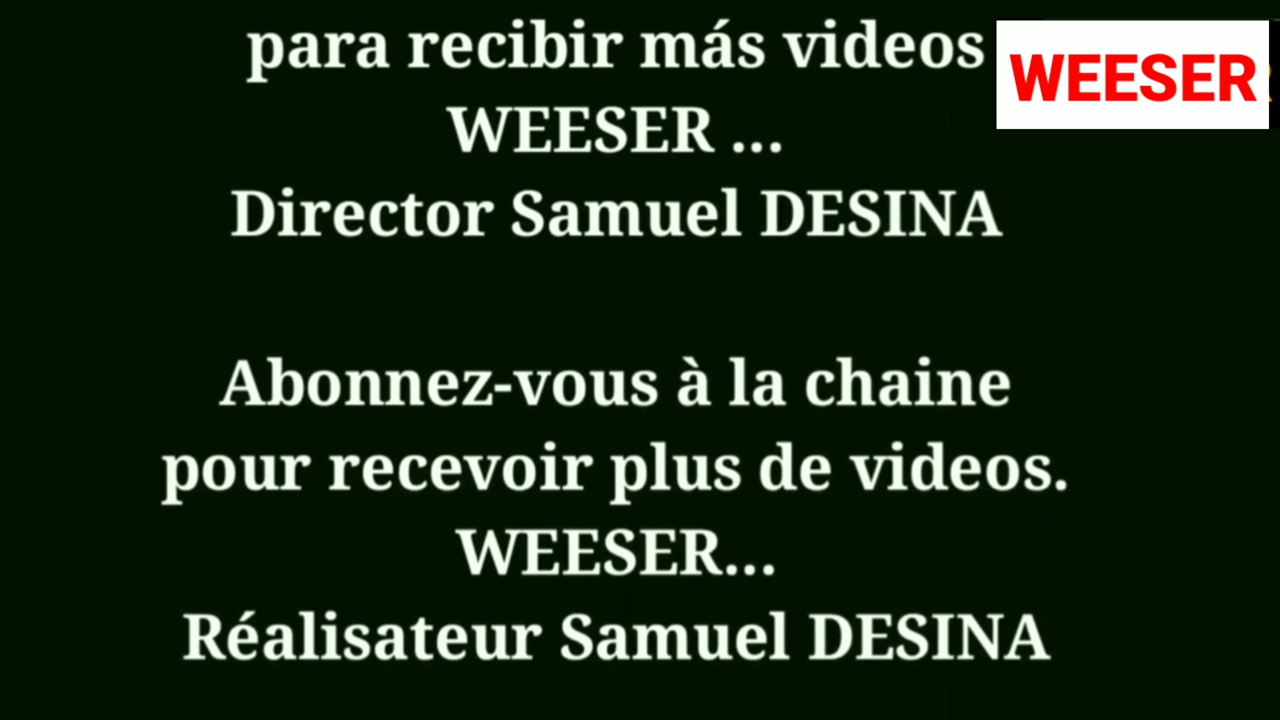 para recibir más videos
WEESER
WEESER ...
Director Samuel DESINA
Abonnez-vous à la chaine
pour recevoir plus de videos.
WEESER...
Réalisateur Samuel DESINA